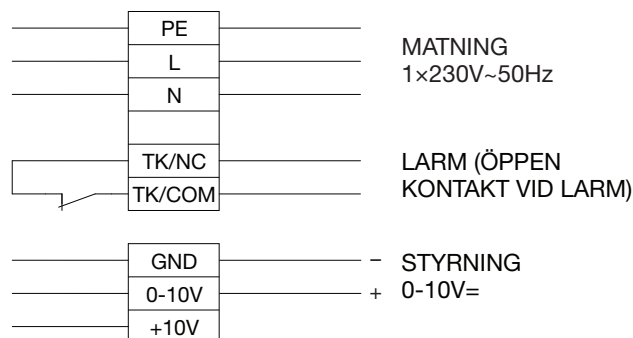 PE
L
N
MATNING
1×230V~50Hz
TK/NC
TK/COM
LARM (ÖPPEN
KONTAKT VID LARM)
GND
0-10V
+10V
−
+
STYRNING
0-10V=